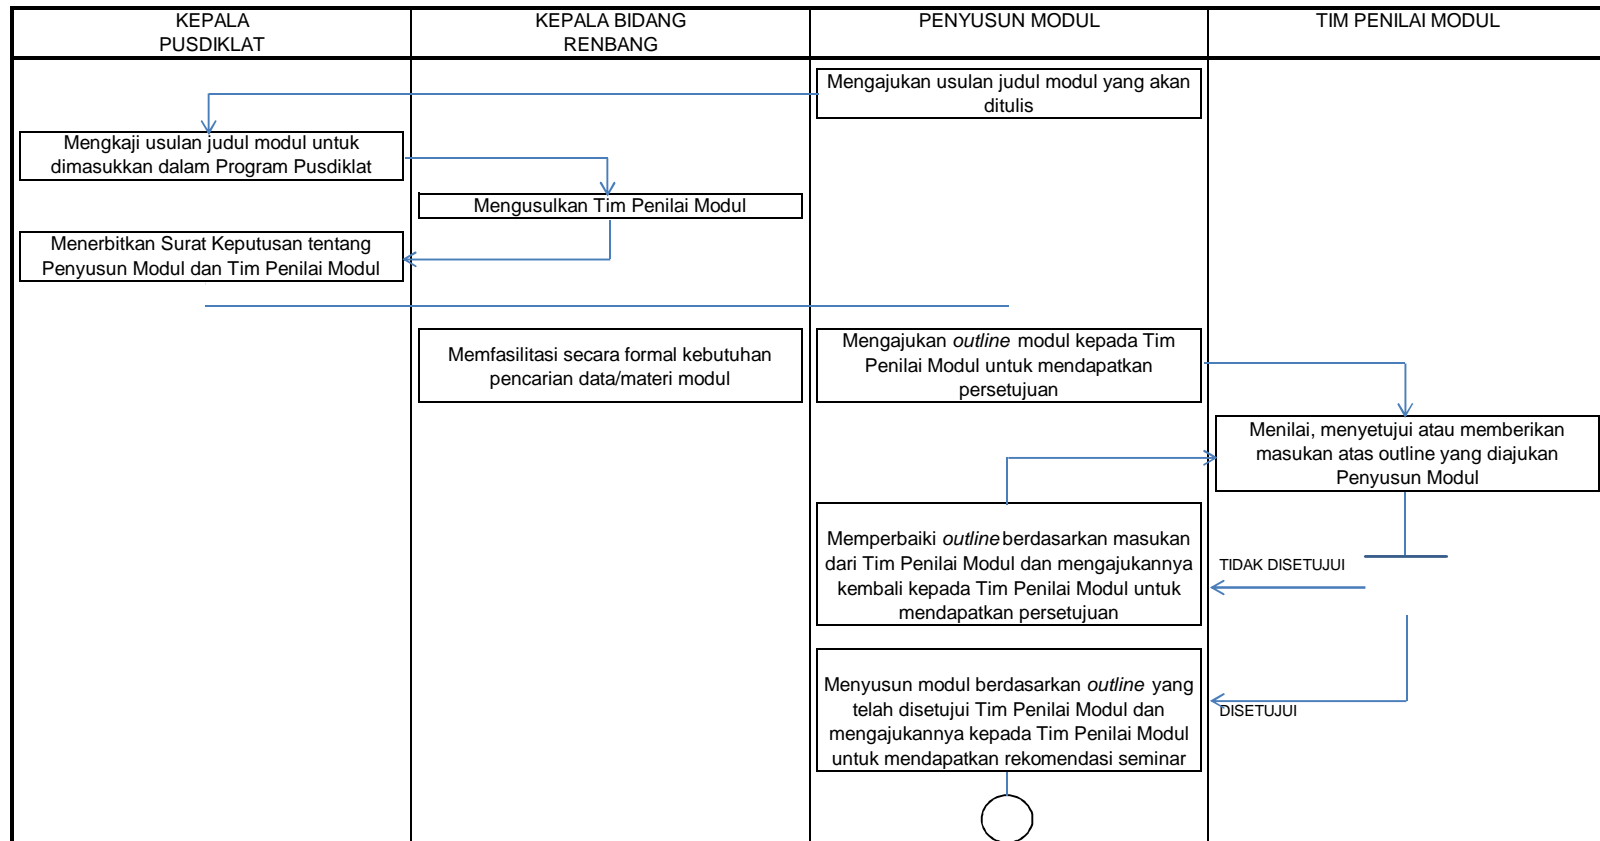 KEPALA
PUSDIKLAT
KEPALA BIDANG
RENBANG
PENYUSUN MODUL
TIM PENILAI MODUL
Mengajukan usulan judul modul yang akan
ditulis
Mengkaji usulan judul modul untuk
dimasukkan dalam Program Pusdiklat
Mengusulkan Tim Penilai Modul
Menerbitkan Surat Keputusan tentang
Penyusun Modul dan Tim Penilai Modul
Memfasilitasi secara formal kebutuhan
pencarian data/materi modul
Mengajukan outline modul kepada Tim
Penilai Modul untuk mendapatkan
persetujuan
Menilai, menyetujui atau memberikan
masukan atas outline yang diajukan
Penyusun Modul
Memperbaiki outline berdasarkan masukan
dari Tim Penilai Modul dan mengajukannya
kembali kepada Tim Penilai Modul untuk
mendapatkan persetujuan
TIDAK DISETUJUI
Menyusun modul berdasarkan outline yang
telah disetujui Tim Penilai Modul dan
mengajukannya kepada Tim Penilai Modul
untuk mendapatkan rekomendasi seminar
DISETUJUI